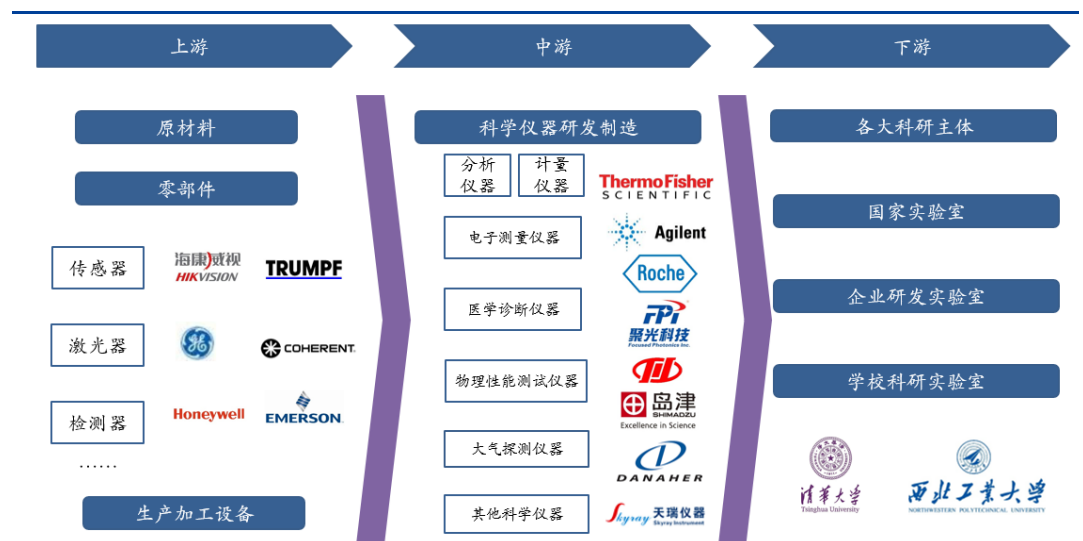 上游
中游
下游
原材料
零部件
传感器
海康威视
HIKVISION
TRUMPF
激光器
COHERENT.
检测器
Honeywell
EMERSON
……
生产加工设备
科学仪器研发制造
分析
仪器
计量
仪器
ThermoFisher
SCIENTIFIC
电子测量仪器
Agilent
Roche
医学诊断仪器
FPi
聚光科技
Focused Photonics Inc.
物理性能测试仪器
岛津
SHIMADZU
Excellence in Science
大气探测仪器
DANAHER
其他科学仪器
Skyray 天瑞仪器
Skyray Instrument
各大科研主体
国家实验室
企业研发实验室
学校科研实验室
清华大学
Tsinghua University
西北工业大学
NORTHWESTERN POLYTECHNICAL UNIVERSITY